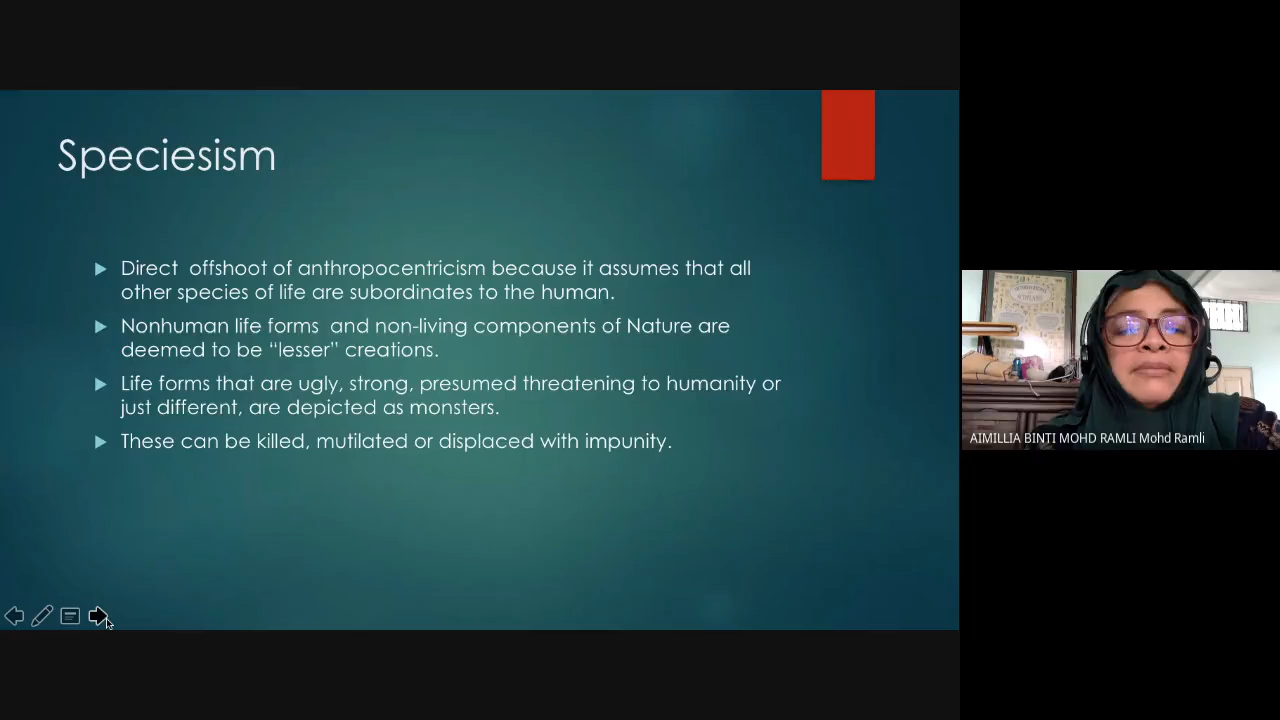 Speciesism
Direct offshoot of anthropocentricism because it assumes that all
other species of life are subordinates to the human.
Nonhuman life forms and non-living components of Nature are
deemed to be “lesser” creations.
Life forms that are ugly, strong, presumed threatening to humanity or
just different, are depicted as monsters.
These can be killed, mutilated or displaced with impunity.
AIMILLIA BINTI MOHD RAMLI Mohd Ramli